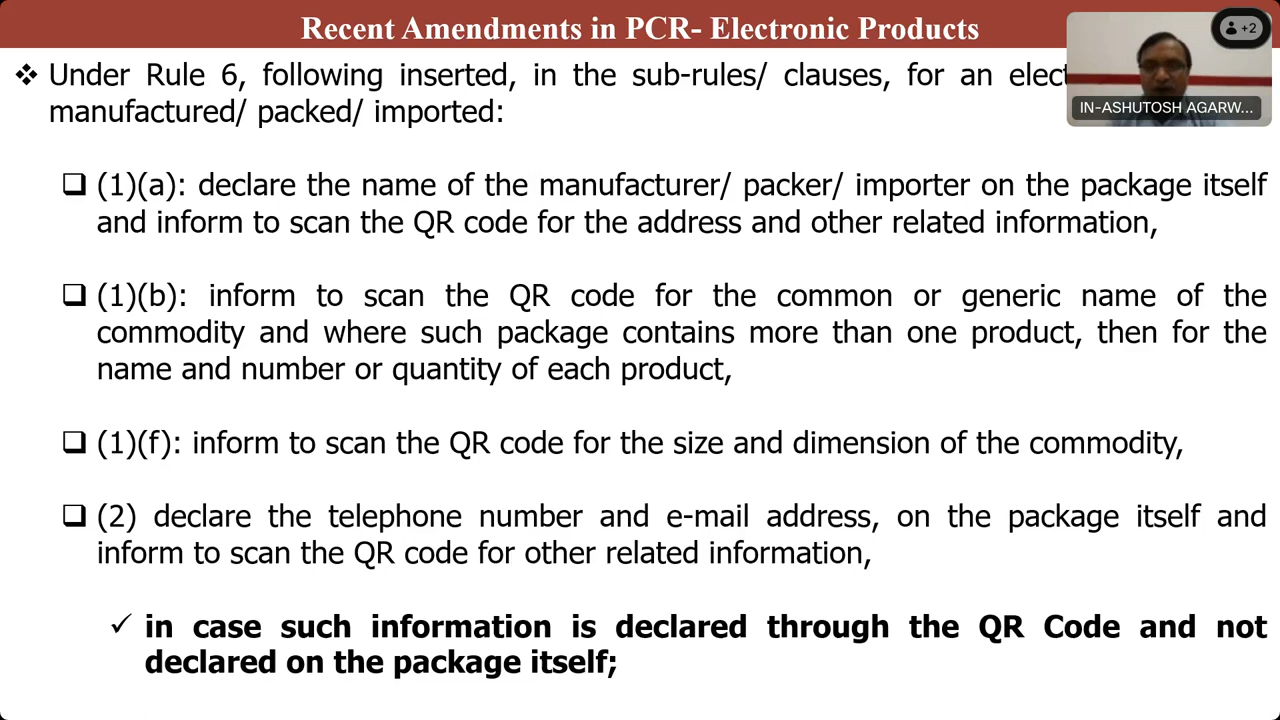 Recent Amendments in PCR- Electronic Products
+2
❖ Under Rule 6, following inserted, in the sub-rules/ clauses, for an
manufactured/ packed/ imported:
IN-ASHUTOSH AGARW...
❑ (1)(a): declare the name of the manufacturer/ packer/ importer on the package itself
and inform to scan the QR code for the address and other related information,
❑ (1)(b): inform to scan the QR code for the common or generic name of the
commodity and where such package contains more than one product, then for the
name and number or quantity of each product,
❑ (1)(f): inform to scan the QR code for the size and dimension of the commodity,
❑ (2) declare the telephone number and e-mail address, on the package itself and
inform to scan the QR code for other related information,
✓ in case such information is declared through the QR Code and not
declared on the package itself;